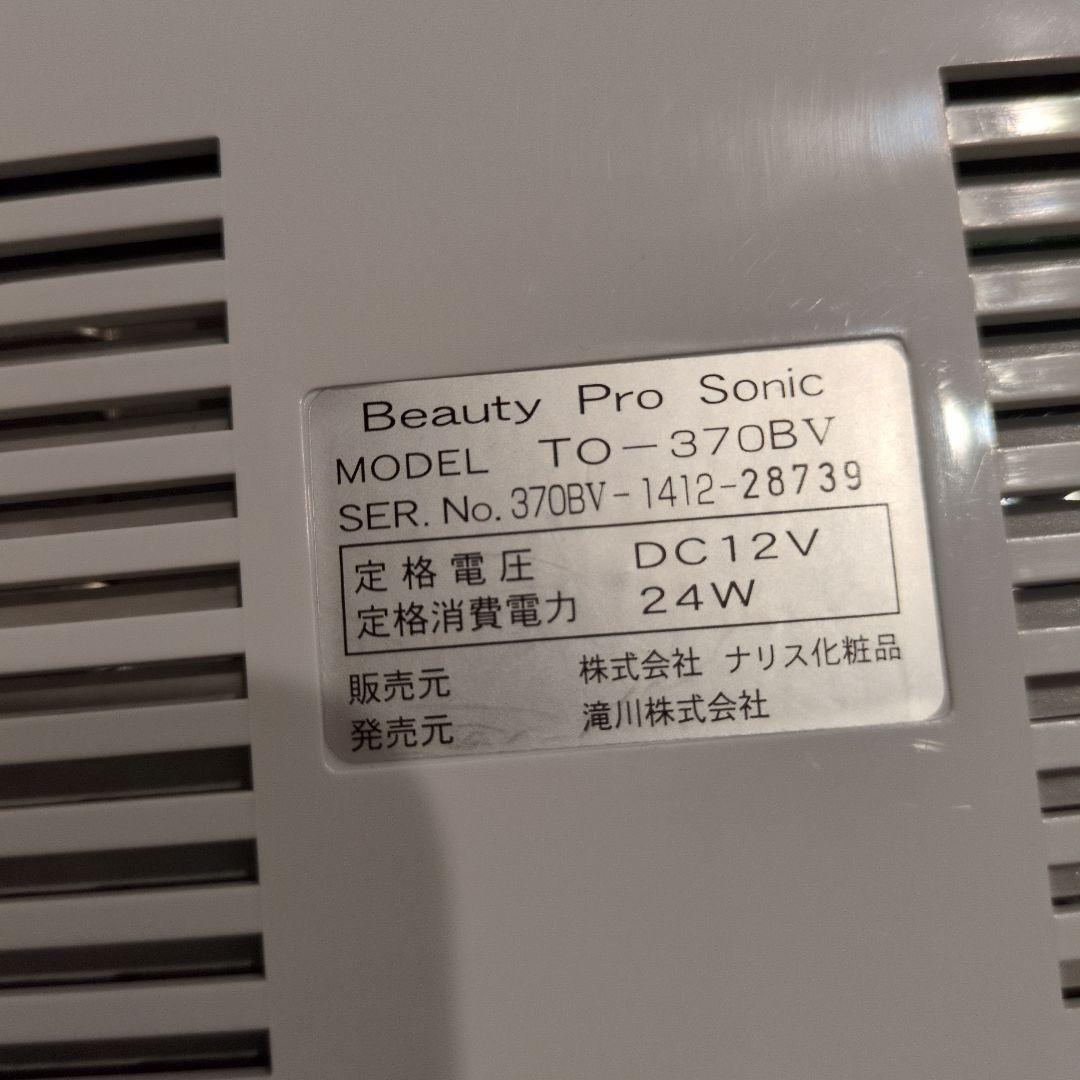 Beauty Pro Sonic
MODEL TO-370BV
SER. No. 370BV-1412-28739
定格電圧 DC12V
定格消費電力 24W
販売元 株式会社 ナリス化粧品
発売元 滝川株式会社